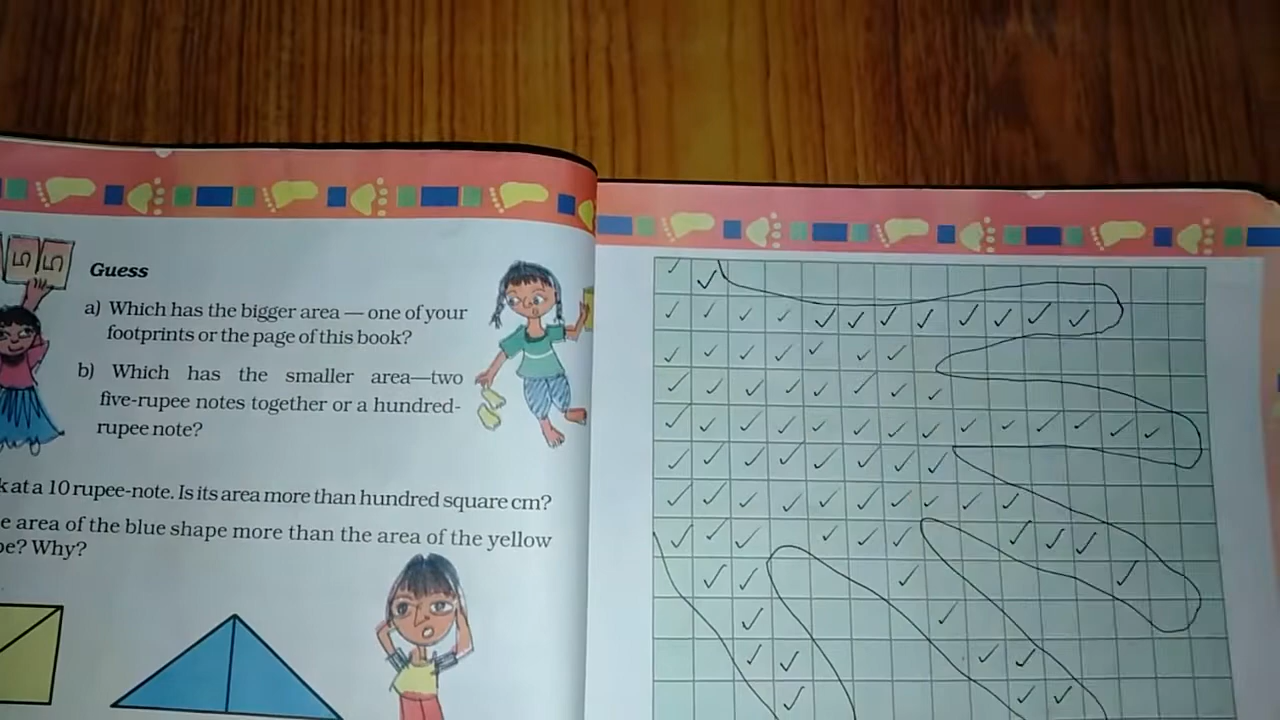 5 5
Guess
a) Which has the bigger area — one of your
footprints or the page of this book?
b) Which has the smaller area—two
five-rupee notes together or a hundred-
rupee note?
at a 10 rupee-note. Is its area more than hundred square cm?
area of the blue shape more than the area of the yellow
Why?